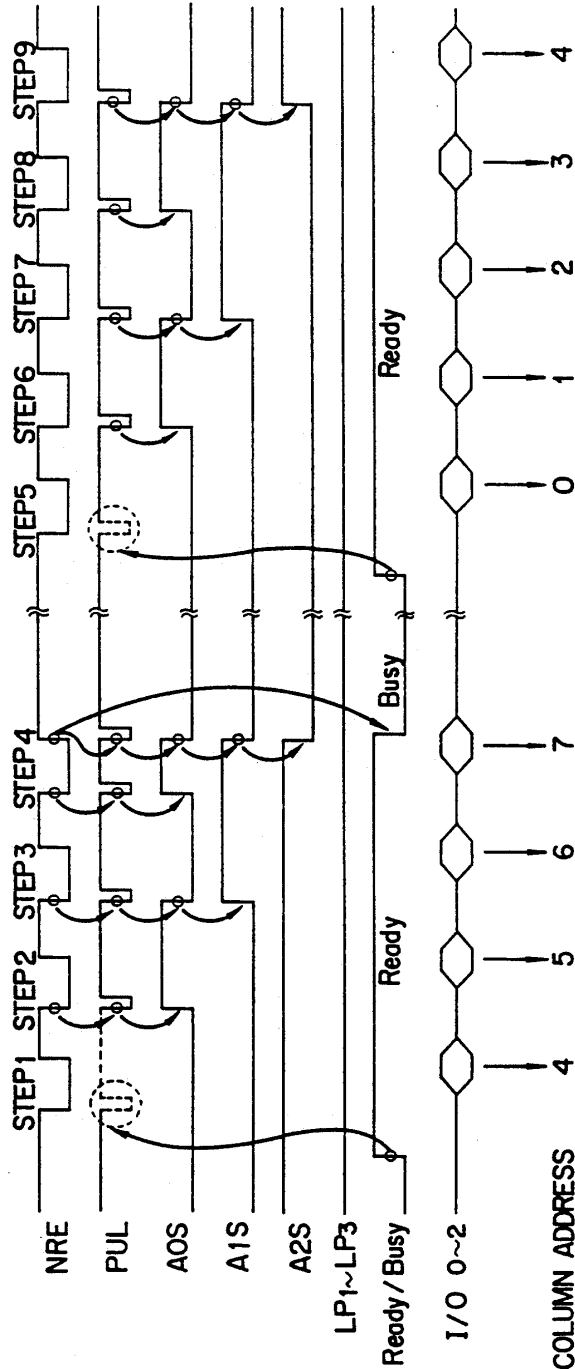 STEP1 STEP2 STEP3 STEP4 STEP5 STEP6 STEP7 STEP8 STEP9
NRE
PUL
A0S
A1S
A2S
LP1~LP3
Ready / Busy Ready Busy Ready
I/O 0~2
COLUMN ADDRESS 4 5 6 7 0 1 2 3 4